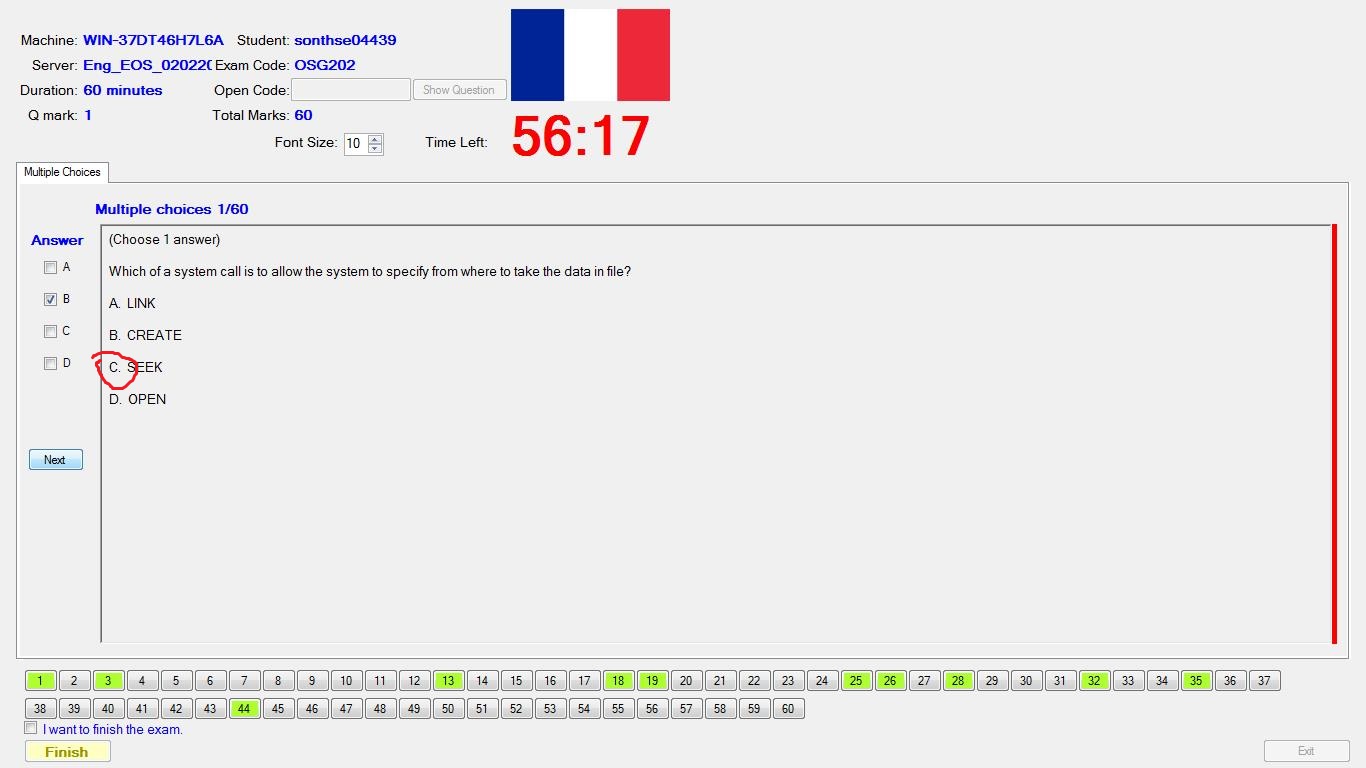 Machine: WIN-37DT46H7L6A Student: sonthse04439
Server: Eng_EOS_020220 Exam Code: OSG202
Duration: 60 minutes Open Code: Show Question
Q mark: 1 Total Marks: 60
Font Size: 10 Time Left: 56:17
Multiple Choices
Multiple choices 1/60
Answer
(Choose 1 answer)
A
Which of a system call is to allow the system to specify from where to take the data in file?
B
A. LINK
C
B. CREATE
D
C. SEEK
D. OPEN
Next
1 2 3 4 5 6 7 8 9 10 11 12 13 14 15 16 17 18 19 20 21 22 23 24 25 26 27 28 29 30 31 32 33 34 35 36 37
38 39 40 41 42 43 44 45 46 47 48 49 50 51 52 53 54 55 56 57 58 59 60
I want to finish the exam.
Finish Exit